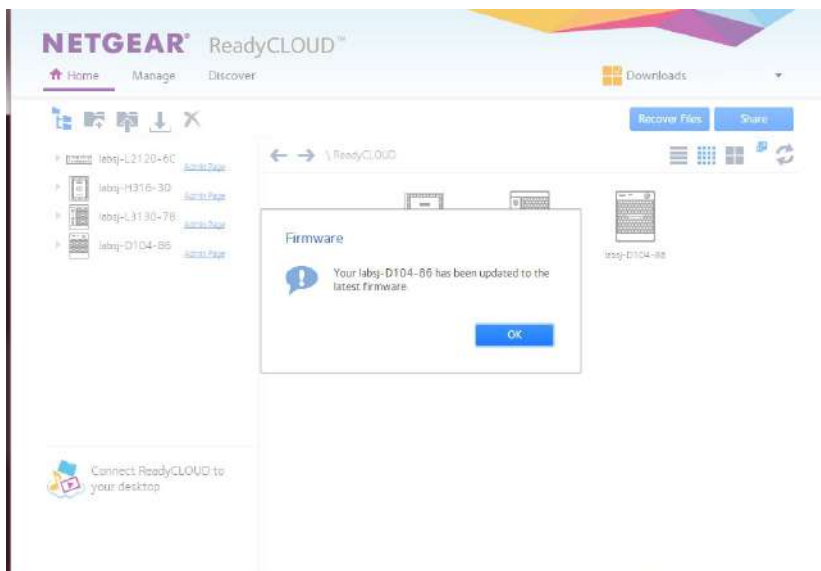 NETGEAR® ReadyCLOUD™
Home Manage Discover
Downloads
Recover Files Share
labsj-L2120-6C
Admin Page
labsj-H316-30
Admin Page
labsj-L3130-78
Admin Page
labsj-D104-86
Admin Page
\ ReadyCLOUD
labsj-D104-86
Firmware
Your labsj-D104-86 has been updated to the
latest firmware.
OK
Connect ReadyCLOUD to
your desktop